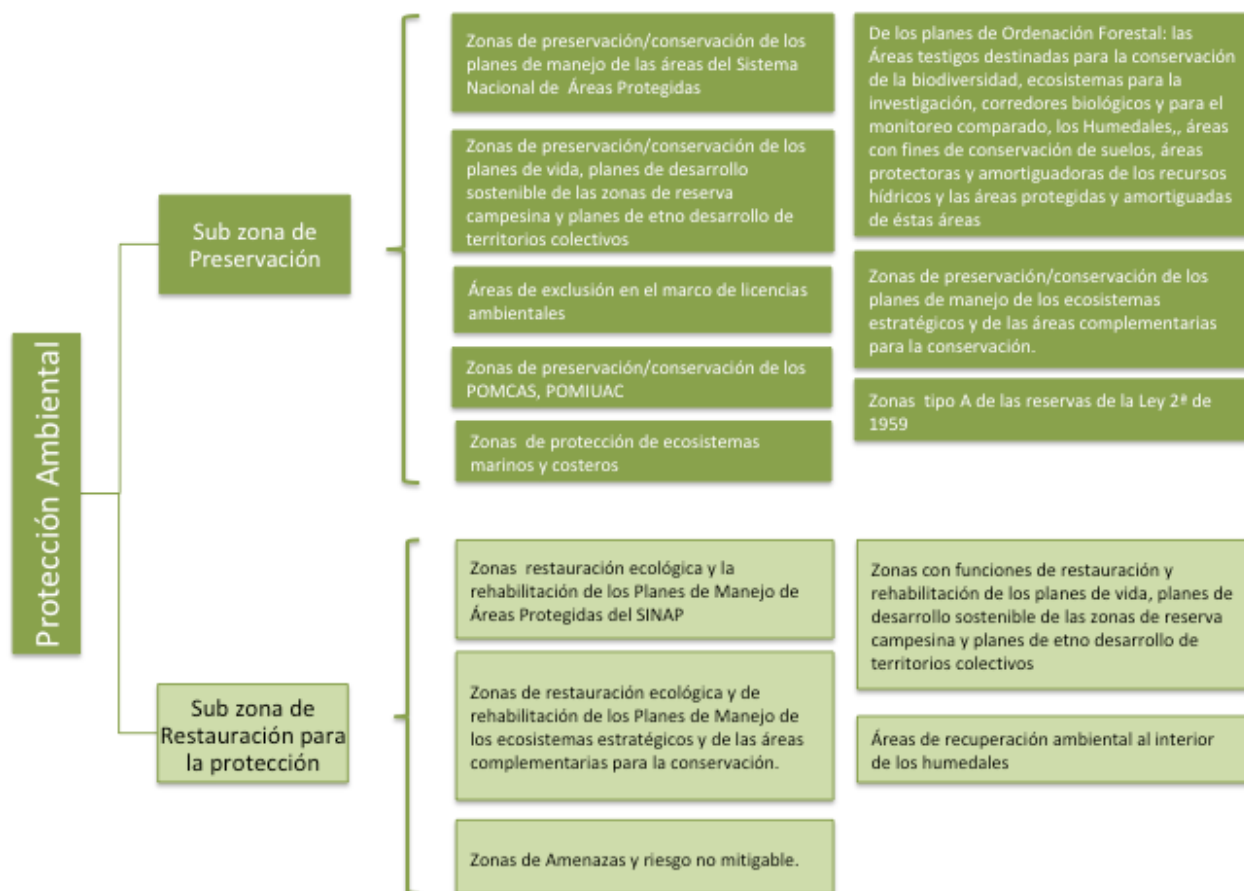 Protección Ambiental
Sub zona de
Preservación
Zonas de preservación/conservación de los
planes de manejo de las áreas del Sistema
Nacional de Áreas Protegidas
Zonas de preservación/conservación de los
planes de vida, planes de desarrollo
sostenible de las zonas de reserva
campesina y planes de etno desarrollo de
territorios colectivos
Áreas de exclusión en el marco de licencias
ambientales
Zonas de preservación/conservación de los
POMCAS, POMIUAC
Zonas de protección de ecosistemas
marinos y costeros
De los planes de Ordenación Forestal: las
Áreas testigos destinadas para la conservación
de la biodiversidad, ecosistemas para la
investigación, corredores biológicos y para el
monitoreo comparado, los Humedales,, áreas
con fines de conservación de suelos, áreas
protectoras y amortiguadoras de los recursos
hídricos y las áreas protegidas y amortiguadas
de éstas áreas
Zonas de preservación/conservación de los
planes de manejo de los ecosistemas
estratégicos y de las áreas complementarias
para la conservación.
Zonas tipo A de las reservas de la Ley 2ª de
1959
Sub zona de
Restauración para
la protección
Zonas restauración ecológica y la
rehabilitación de los Planes de Manejo de
Áreas Protegidas del SINAP
Zonas de restauración ecológica y de
rehabilitación de los Planes de Manejo de
los ecosistemas estratégicos y de las áreas
complementarias para la conservación.
Zonas de Amenazas y riesgo no mitigable.
Zonas con funciones de restauración y
rehabilitación de los planes de vida, planes de
desarrollo sostenible de las zonas de reserva
campesina y planes de etno desarrollo de
territorios colectivos
Áreas de recuperación ambiental al interior
de los humedales